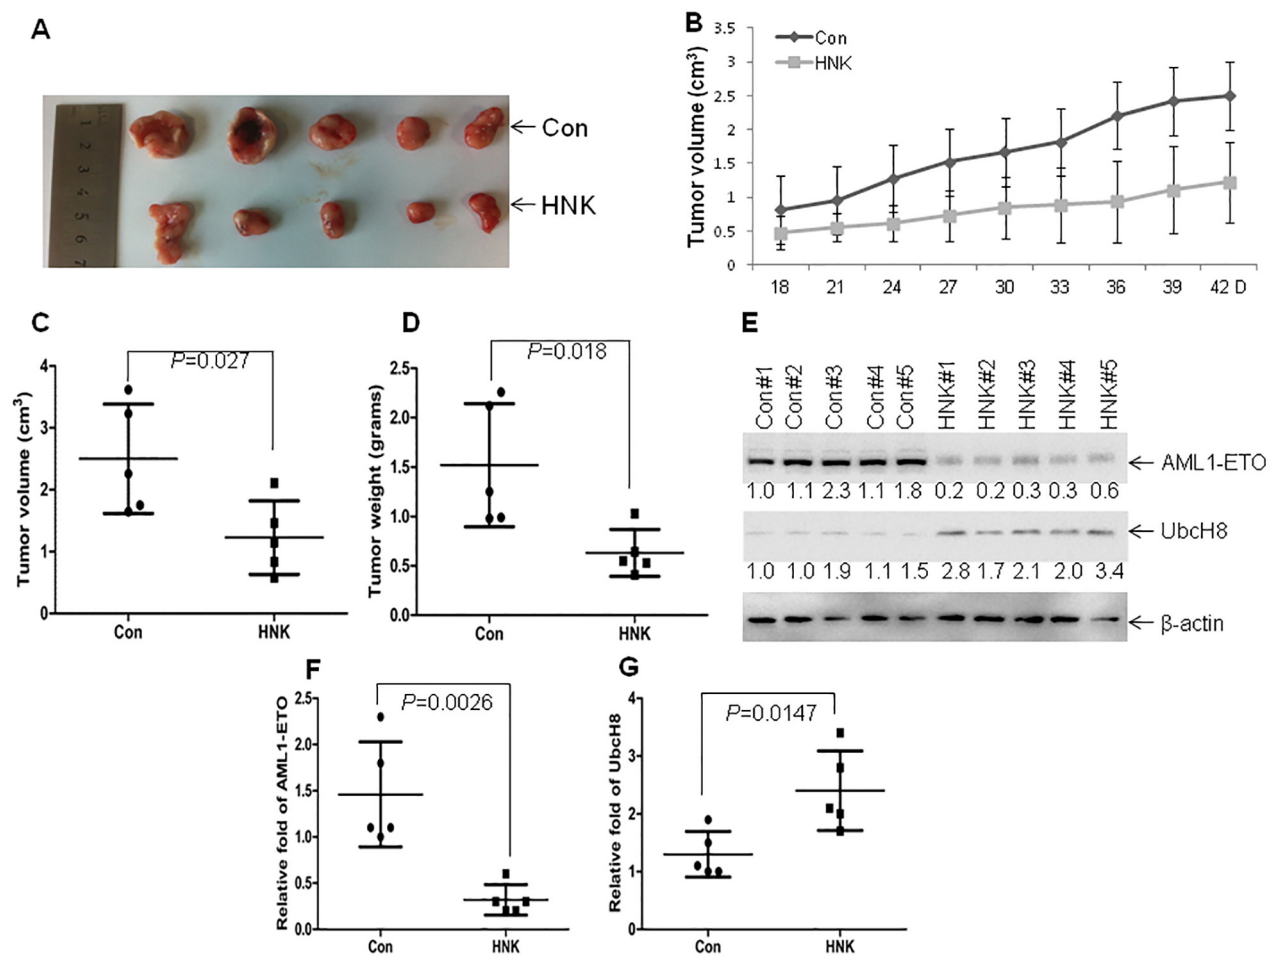 A
1
2
3
4
5
6
7
Con
HNK
B
Tumor volume (cm³)
3.5
3
2.5
2
1.5
1
0.5
0
Con
HNK
18 21 24 27 30 33 36 39 42 D
C
P=0.027
Tumor volume (cm³)
4
3
2
1
0
Con HNK
D
P=0.018
Tumor weight (grams)
2.5
2.0
1.5
1.0
0.5
0.0
Con HNK
E
Con#1 Con#2 Con#3 Con#4 Con#5 HNK#1 HNK#2 HNK#3 HNK#4 HNK#5
AML1-ETO
1.0 1.1 2.3 1.1 1.8 0.2 0.2 0.3 0.3 0.6
UbcH8
1.0 1.0 1.9 1.1 1.5 2.8 1.7 2.1 2.0 3.4
β-actin
F
P=0.0026
Relative fold of AML1-ETO
2.5
2.0
1.5
1.0
0.5
0.0
Con HNK
G
P=0.0147
Relative fold of UbcH8
4
3
2
1
0
Con HNK